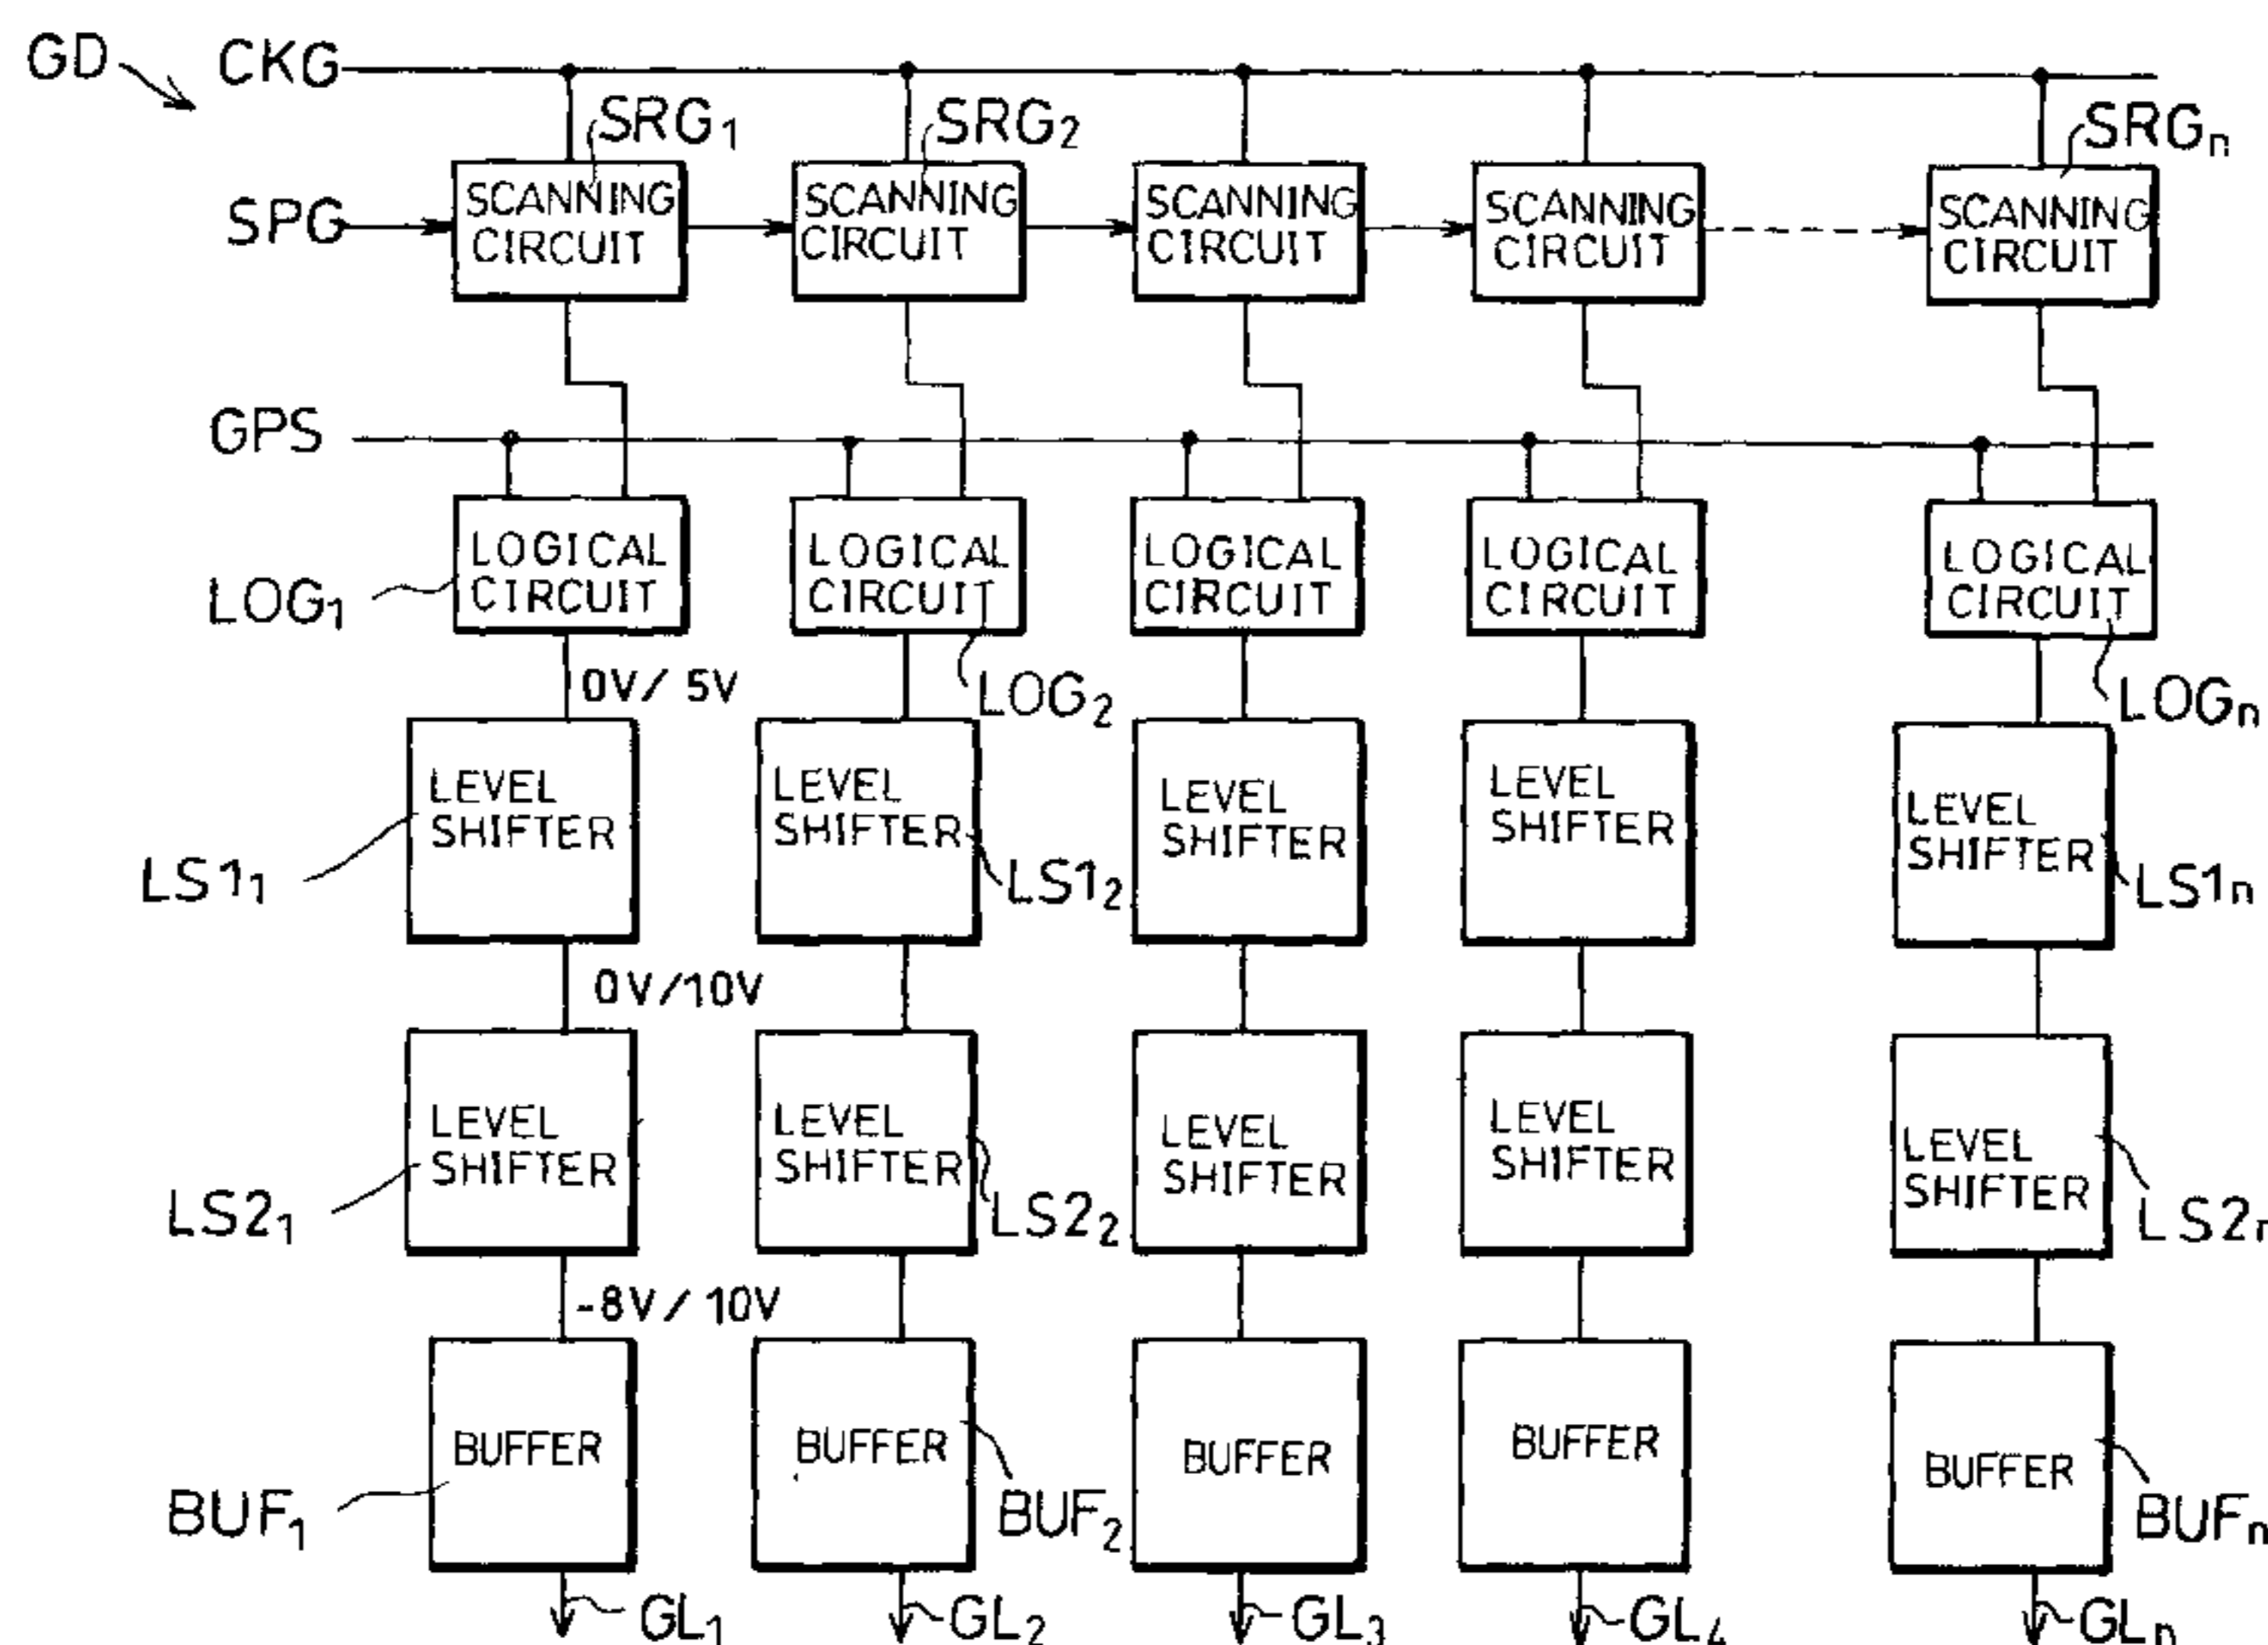 GD CKG
SRG₁ SRG₂ SRGₙ
SPG
SCANNING CIRCUIT
SCANNING CIRCUIT
SCANNING CIRCUIT
SCANNING CIRCUIT
SCANNING CIRCUIT
GPS
LOGICAL CIRCUIT
LOGICAL CIRCUIT
LOGICAL CIRCUIT
LOGICAL CIRCUIT
LOGICAL CIRCUIT
LOG₁
0V/ 5V
LOG₂ LOGₙ
LEVEL SHIFTER
LEVEL SHIFTER
LEVEL SHIFTER
LEVEL SHIFTER
LEVEL SHIFTER
LS1₁ LS1₂ LS1ₙ
0V/10V
LEVEL SHIFTER
LEVEL SHIFTER
LEVEL SHIFTER
LEVEL SHIFTER
LEVEL SHIFTER
LS2₁ LS2₂ LS2ₙ
-8V/ 10V
BUFFER
BUFFER
BUFFER
BUFFER
BUFFER
BUF₁ BUF₂ BUFₙ
GL₁ GL₂ GL₃ GL₄ GLₙ